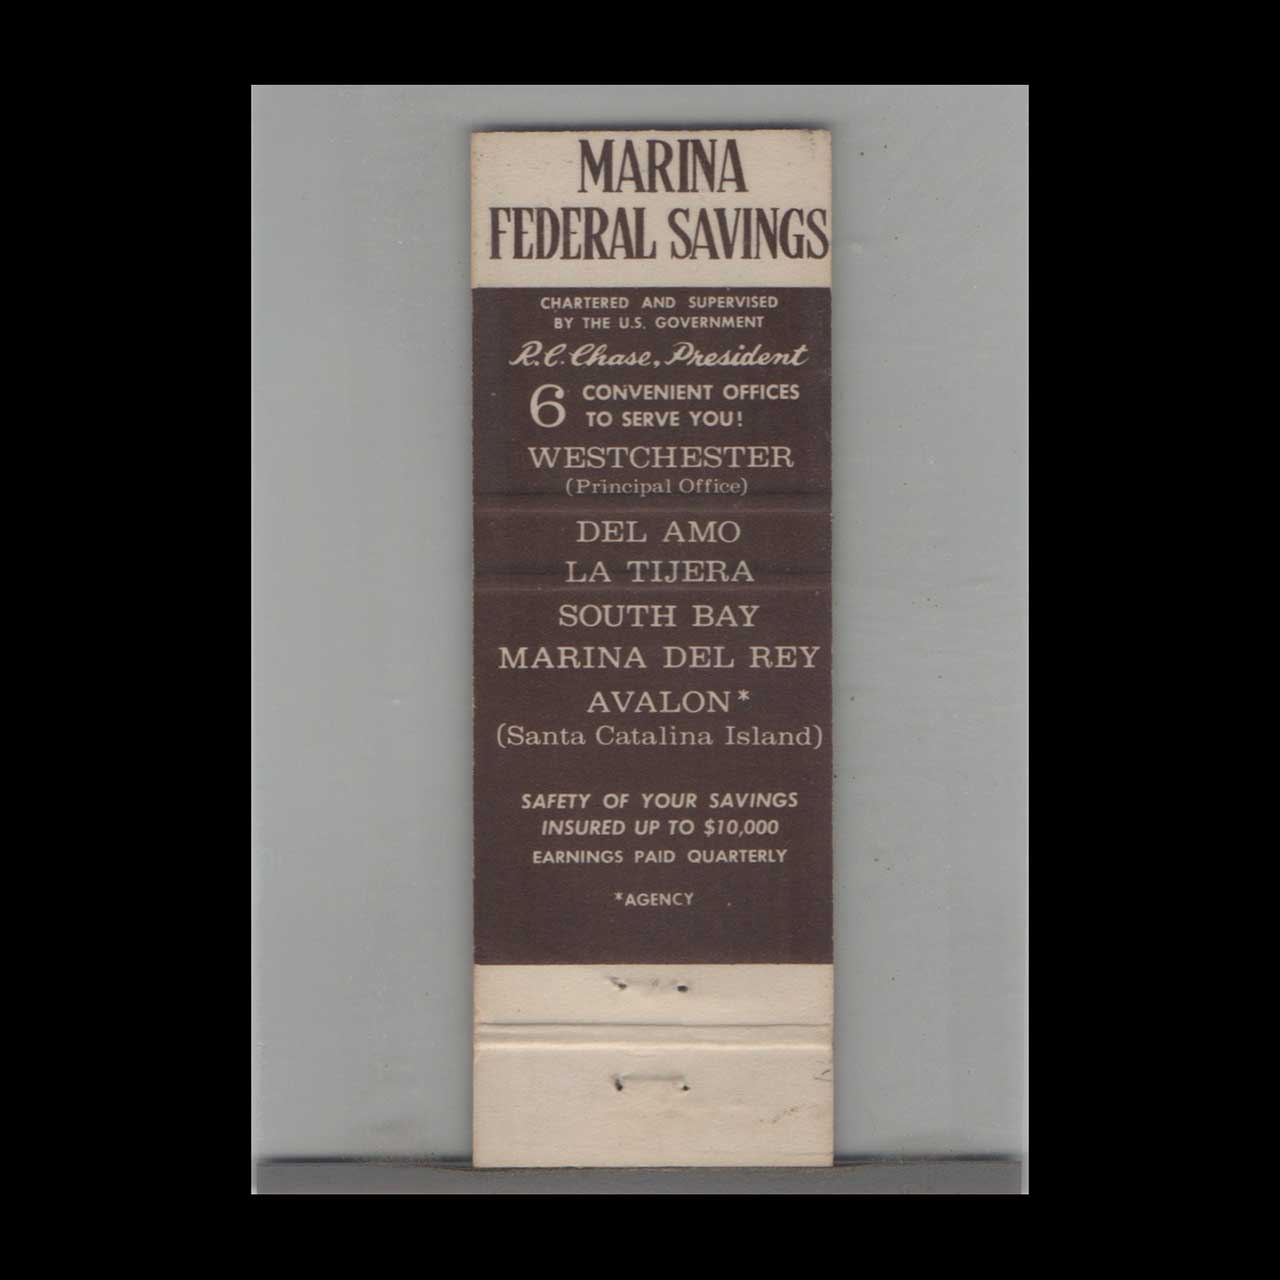 MARINA
FEDERAL SAVINGS
CHARTERED AND SUPERVISED
BY THE U.S. GOVERNMENT
R.C. Chase, President
6 CONVENIENT OFFICES
TO SERVE YOU!
WESTCHESTER
(Principal Office)
DEL AMO
LA TIJERA
SOUTH BAY
MARINA DEL REY
AVALON*
(Santa Catalina Island)
SAFETY OF YOUR SAVINGS
INSURED UP TO $10,000
EARNINGS PAID QUARTERLY
*AGENCY